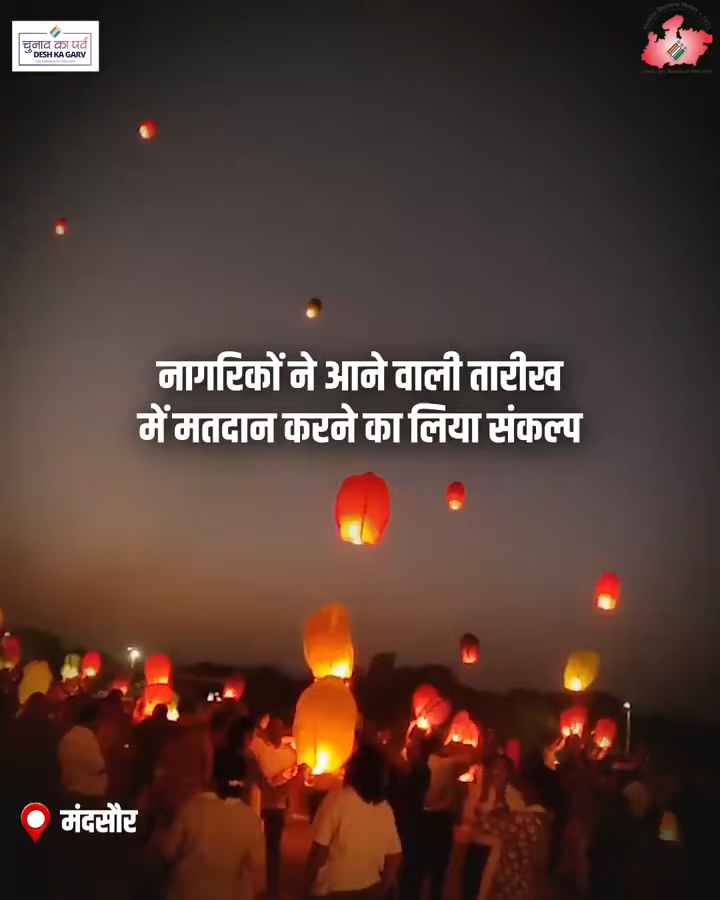 चुनाव का पर्व
DESH KA GARV
नागरिकों ने आने वाली तारीख
में मतदान करने का लिया संकल्प
मंदसौर